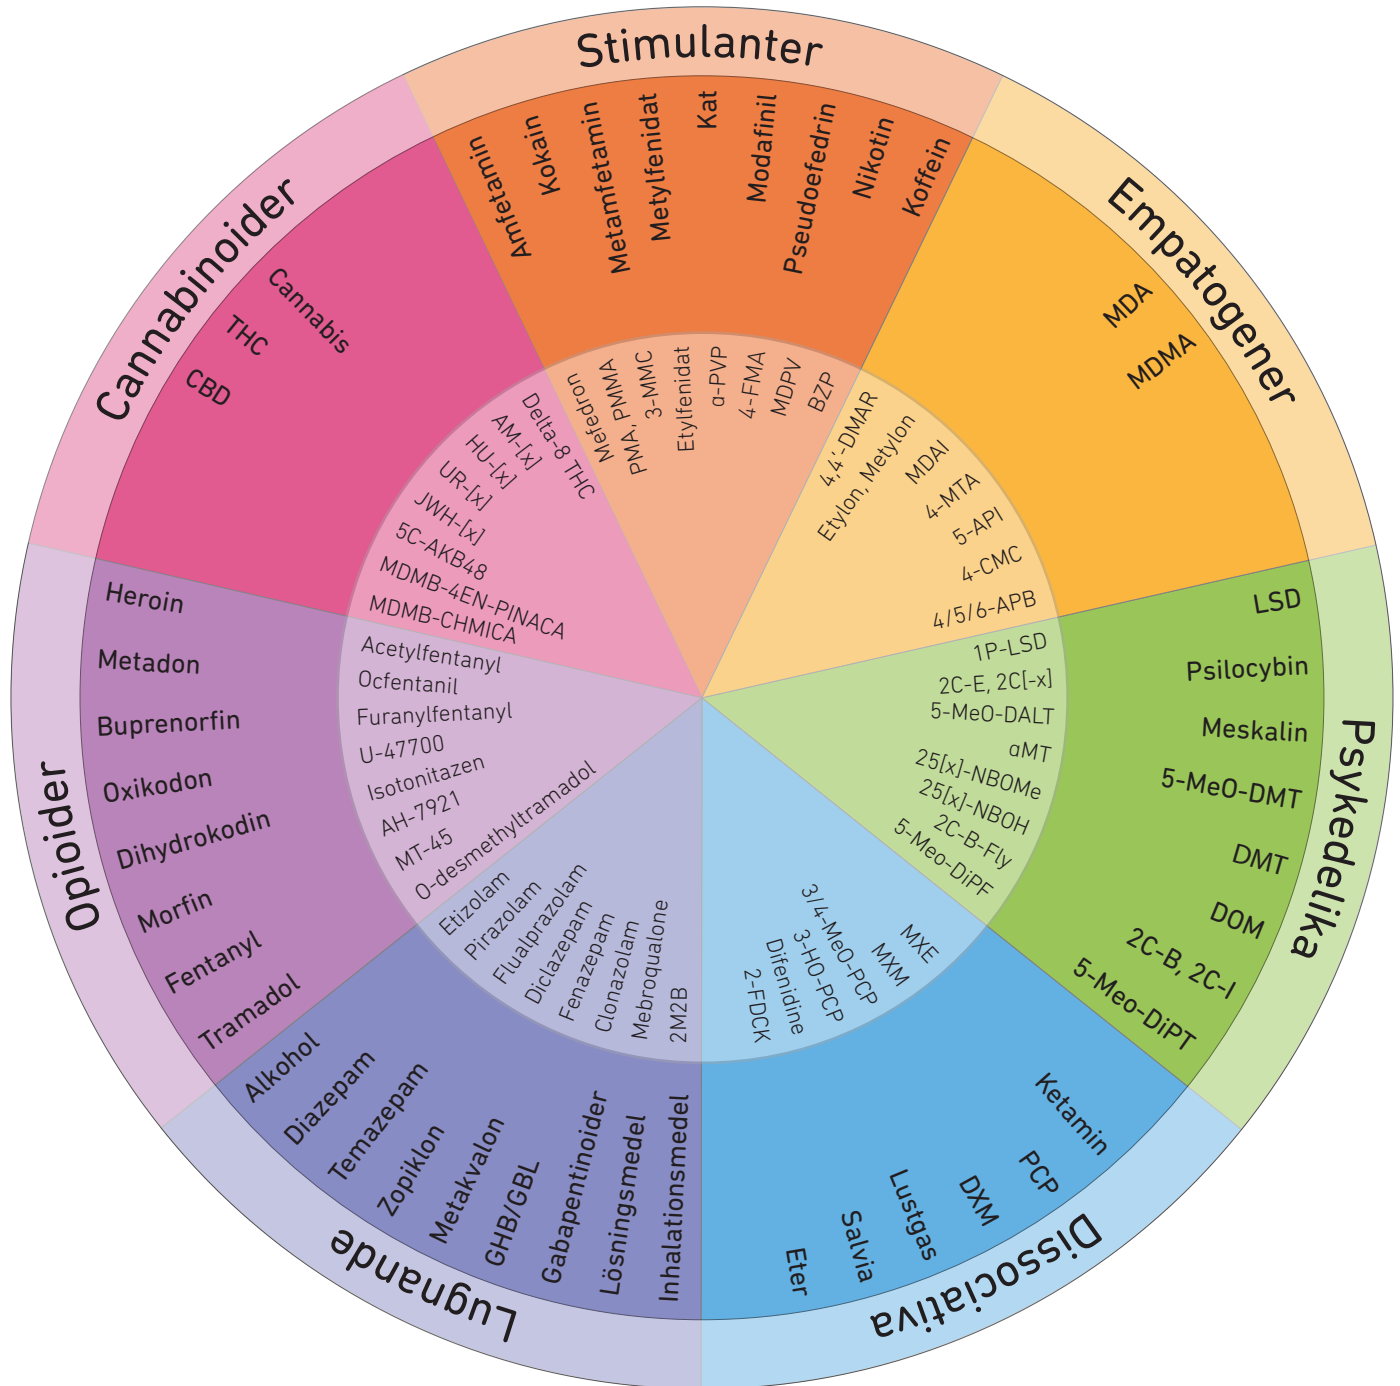 Stimulanter
Amfetamin
Kokain
Metamfetamin
Metylfenidat
Kat
Modafinil
Pseudoefedrin
Nikotin
Koffein
Mefedron
PMA, PMMA
3-MMC
Etylfenidat
α-PVP
4-FMA
MDPV
BZP
Empatogener
MDA
MDMA
4,4'-DMAR
Etylon, Metylon
MDAI
4-MTA
5-API
4-CMC
4/5/6-APB
Psykedelika
LSD
Psilocybin
Meskalin
5-MeO-DMT
DMT
DOM
2C-B, 2C-I
5-Meo-DiPT
1P-LSD
2C-E, 2C[-x]
5-MeO-DALT
αMT
25[x]-NBOMe
25[x]-NBOH
2C-B-Fly
5-Meo-DiPF
Dissociativa
Ketamin
PCP
DXM
Lustgas
Salvia
Eter
MXE
MXM
3/4-MeO-PCP
3-HO-PCP
Difenidine
2-FDCK
Lugnande
Alkohol
Diazepam
Temazepam
Zopiklon
Metakvalon
GHB/GBL
Gabapentinoider
Lösningsmedel
Inhalationsmedel
Etizolam
Pirazolam
Flualprazolam
Diclazepam
Fenazepam
Clonazolam
Mebroqualone
2M2B
Opioider
Heroin
Metadon
Buprenorfin
Oxikodon
Dihydrokodin
Morfin
Fentanyl
Tramadol
Acetylfentanyl
Ocfentanil
Furanylfentanyl
U-47700
Isotonitazen
AH-7921
MT-45
O-desmethyltramadol
Cannabinoider
Cannabis
THC
CBD
Delta-8 THC
AM-[x]
HU-[x]
UR-[x]
JWH-[x]
5C-AKB48
MDMB-4EN-PINACA
MDMB-CHMICA